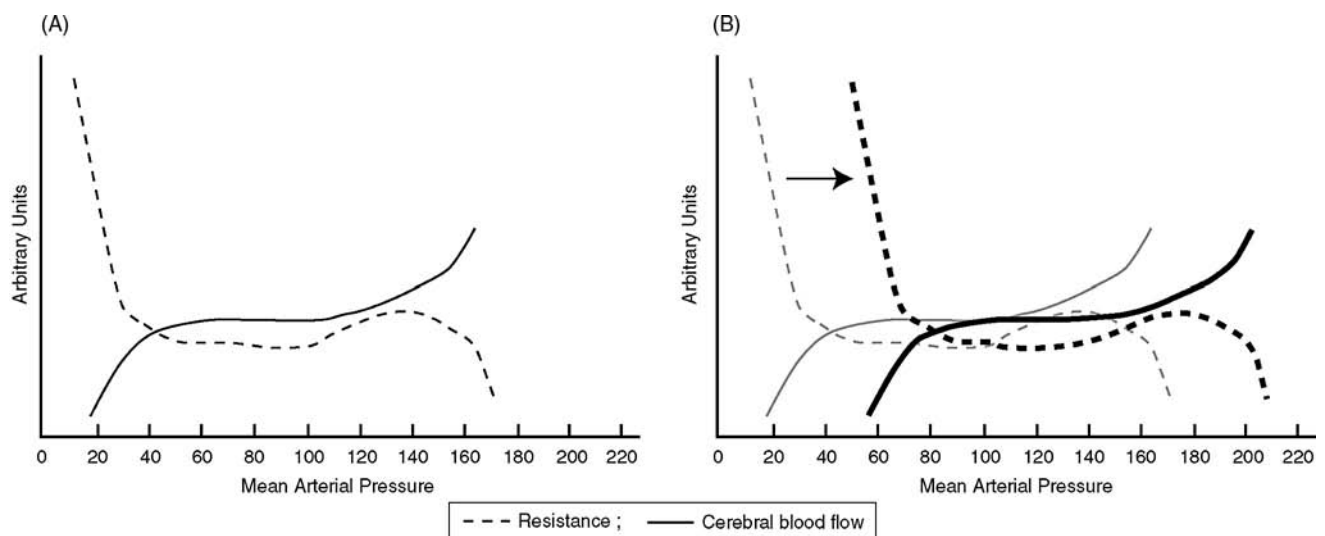 (A)
Arbitrary Units
0 20 40 60 80 100 120 140 160 180 200 220
Mean Arterial Pressure
(B)
Arbitrary Units
0 20 40 60 80 100 120 140 160 180 200 220
Mean Arterial Pressure
Resistance ; Cerebral blood flow